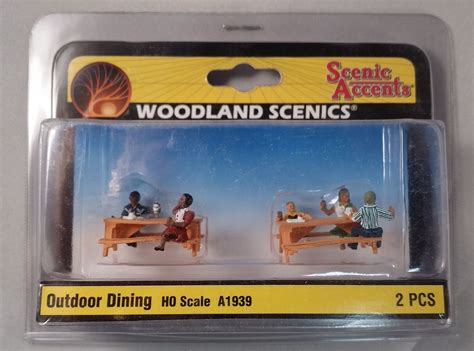 Scenic
Accents®
WOODLAND SCENICS®
Outdoor Dining HO Scale A1939 2 PCS